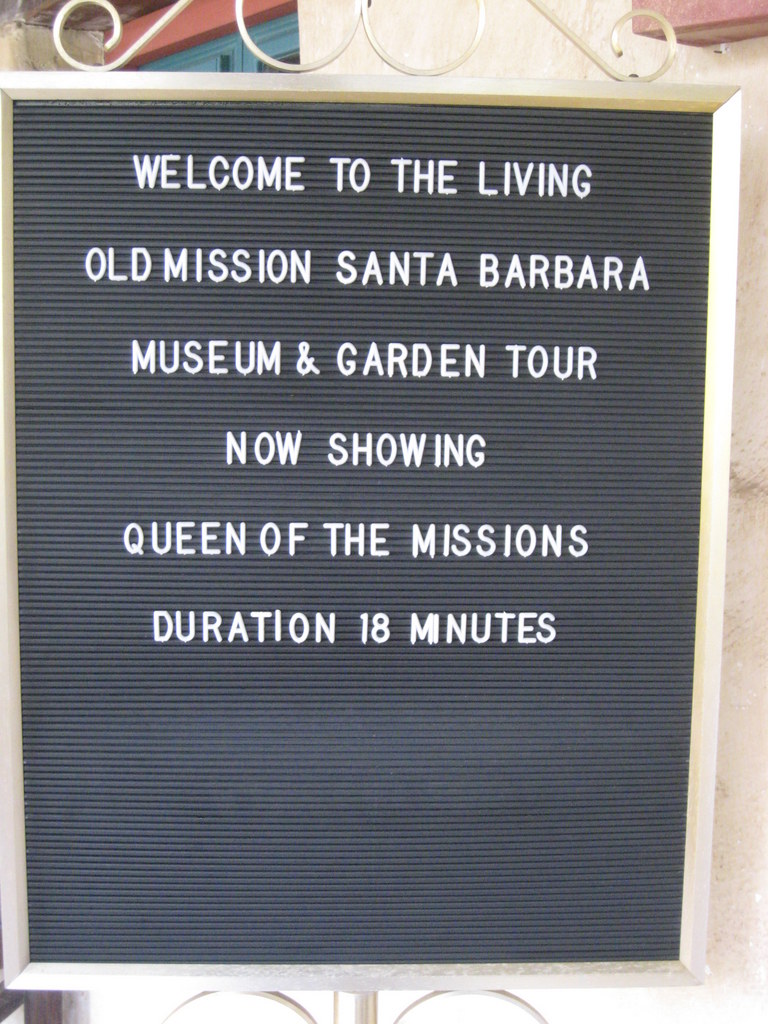 WELCOME TO THE LIVING
OLD MISSION SANTA BARBARA
MUSEUM & GARDEN TOUR
NOW SHOWING
QUEEN OF THE MISSIONS
DURATION 18 MINUTES